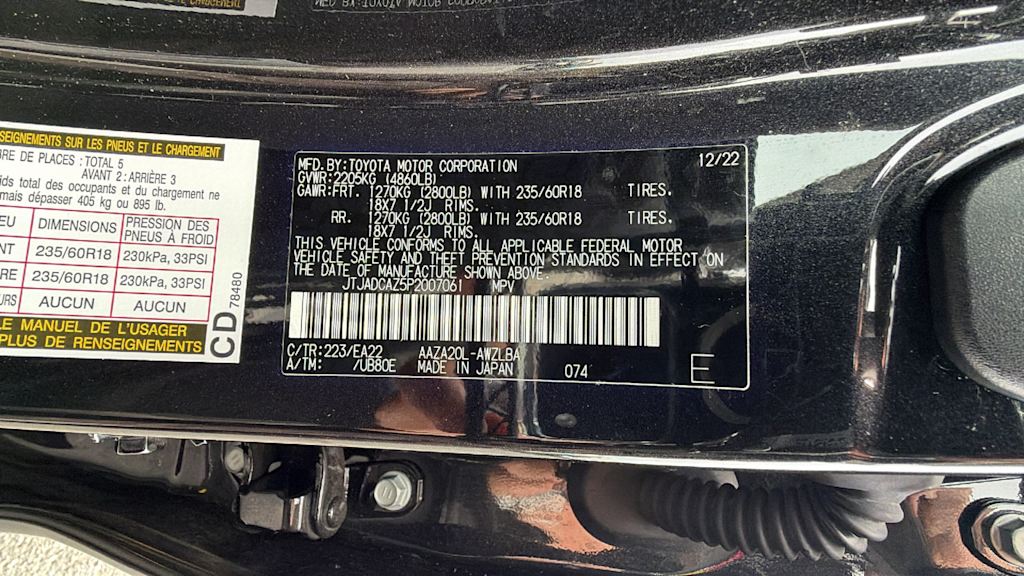 SEIGNEMENTS SUR LES PNEUS ET LE CHARGEMENT
BRE DE PLACES : TOTAL 5
AVANT 2 : ARRIÈRE 3
ids total des occupants et du chargement ne
amais dépasser 405 kg ou 895 lb.
EU DIMENSIONS PRESSION DES PNEUS À FROID
NT 235/60R18 230kPa, 33PSI
RE 235/60R18 230kPa, 33PSI
OURS AUCUN AUCUN
LE MANUEL DE L'USAGER
PLUS DE RENSEIGNEMENTS
CD 78480
MFD. BY: TOYOTA MOTOR CORPORATION 12/22
GVWR: 2205KG (4860LB)
GAWR: FRT. 1270KG (2800LB) WITH 235/60R18 TIRES.
18X7 1/2J RIMS.
RR. 1270KG (2800LB) WITH 235/60R18 TIRES.
18X7 1/2J RIMS.
THIS VEHICLE CONFORMS TO ALL APPLICABLE FEDERAL MOTOR
VEHICLE SAFETY AND THEFT PREVENTION STANDARDS IN EFFECT ON
THE DATE OF MANUFACTURE SHOWN ABOVE.
JTJADCAZ5P2007061 MPV
C/TR: 223/EA22 AAZA20L-AWZLBA
A/TM: /UB80E MADE IN JAPAN 074 E